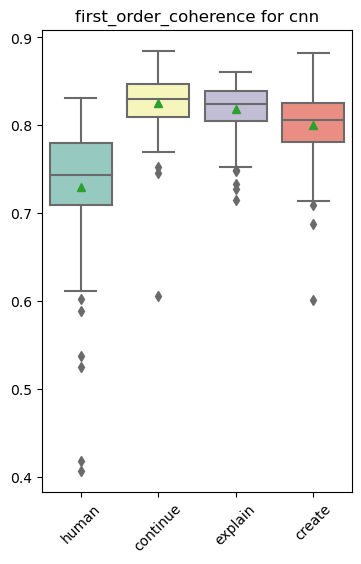 first_order_coherence for cnn
0.9
0.8
0.7
0.6
0.5
0.4
human
continue
explain
create